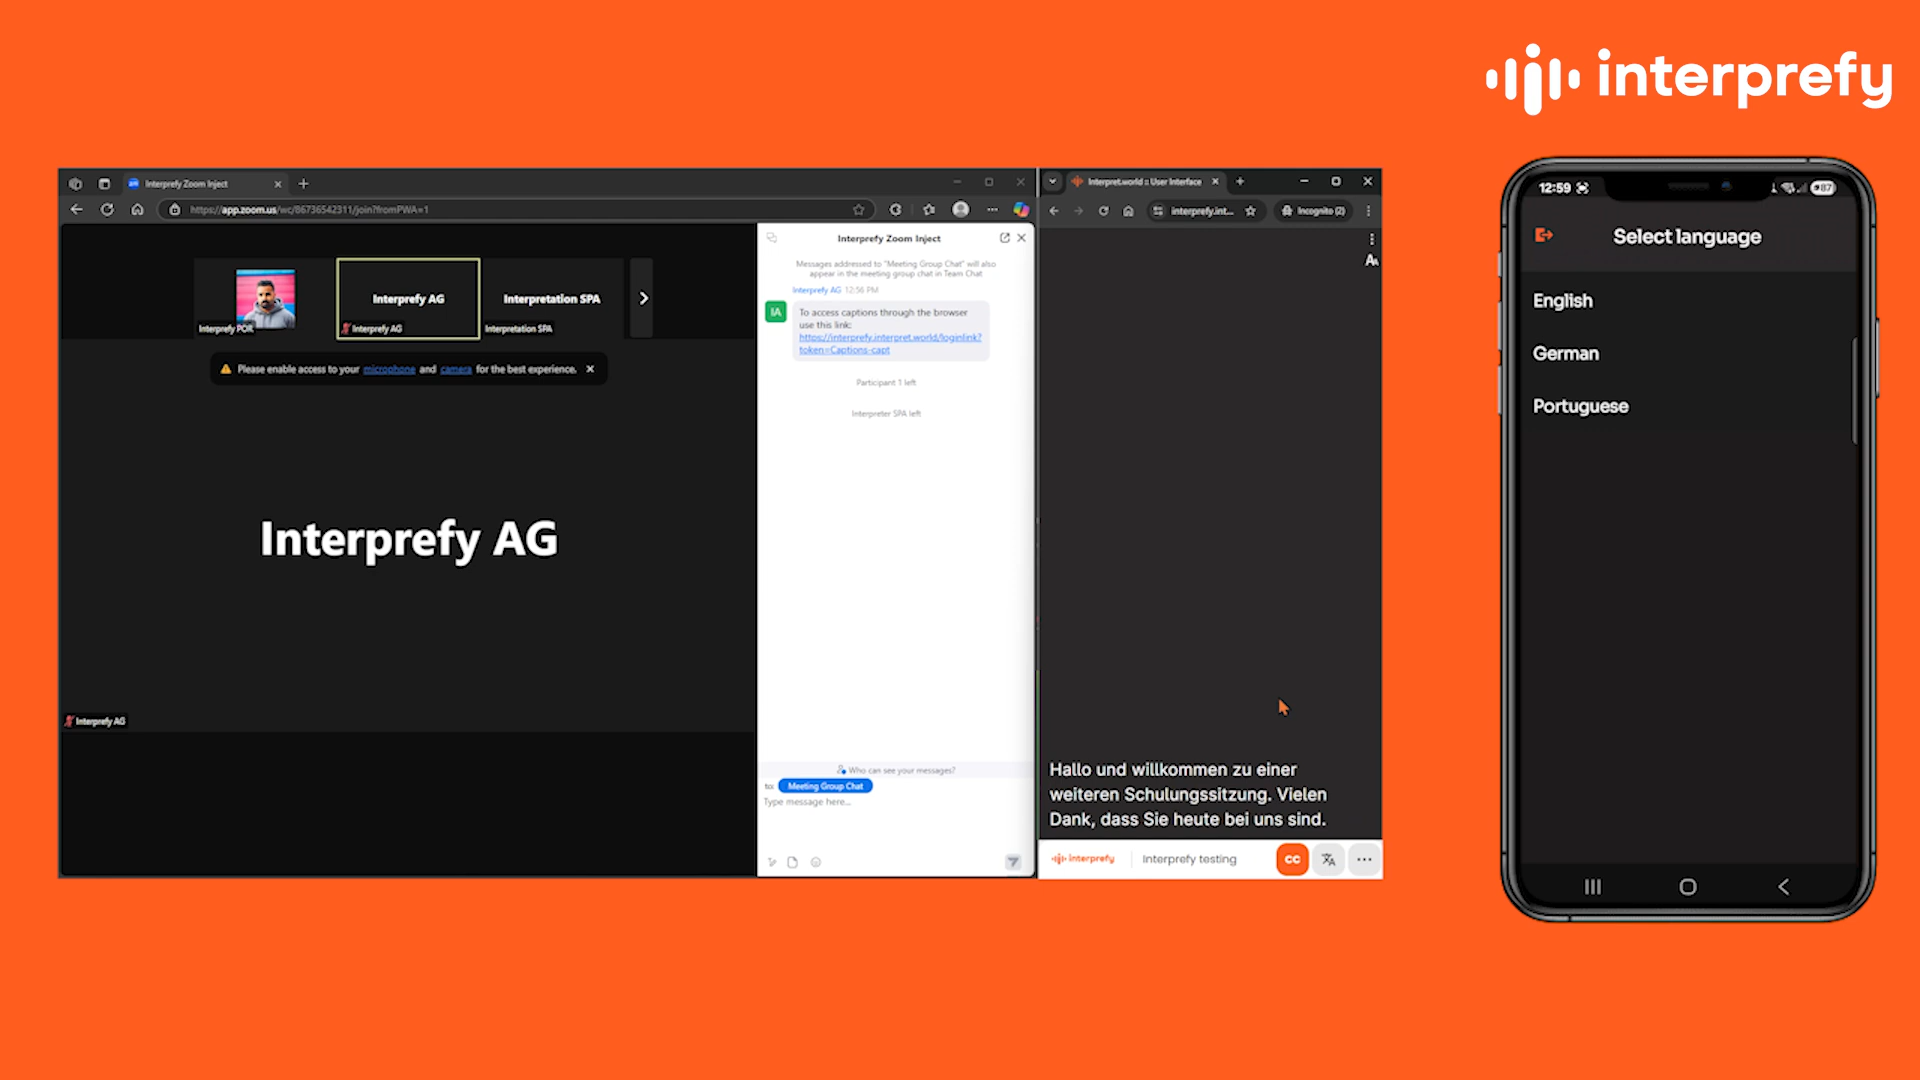 interprefy
Interprefy Zoom Inject
https://app.zoom.us/wc/86736542311/join?fromPWA=1
Interprefy POR
Interprefy AG
Interprefy AG
Interpretation SPA
Interpretation SPA
Please enable access to your microphone and camera for the best experience.
Interprefy AG
Interprefy AG
Interprefy Zoom Inject
Messages addressed to "Meeting Group Chat" will also
appear in the meeting group chat in Team Chat
Interprefy AG 12:56 PM
IA
To access captions through the browser
use this link:
https://interprefy.interpret.world/loginlink?
token=Captions-capt
Participant 1 left
Interpreter SPA left
Who can see your messages?
to: Meeting Group Chat
Type message here...
Interpret.world :: User Interface
interprefy.int...
Incognito (2)
Hallo und willkommen zu einer
weiteren Schulungssitzung. Vielen
Dank, dass Sie heute bei uns sind.
interprefy
Interprefy testing
CC
12:59
87
Select language
English
German
Portuguese